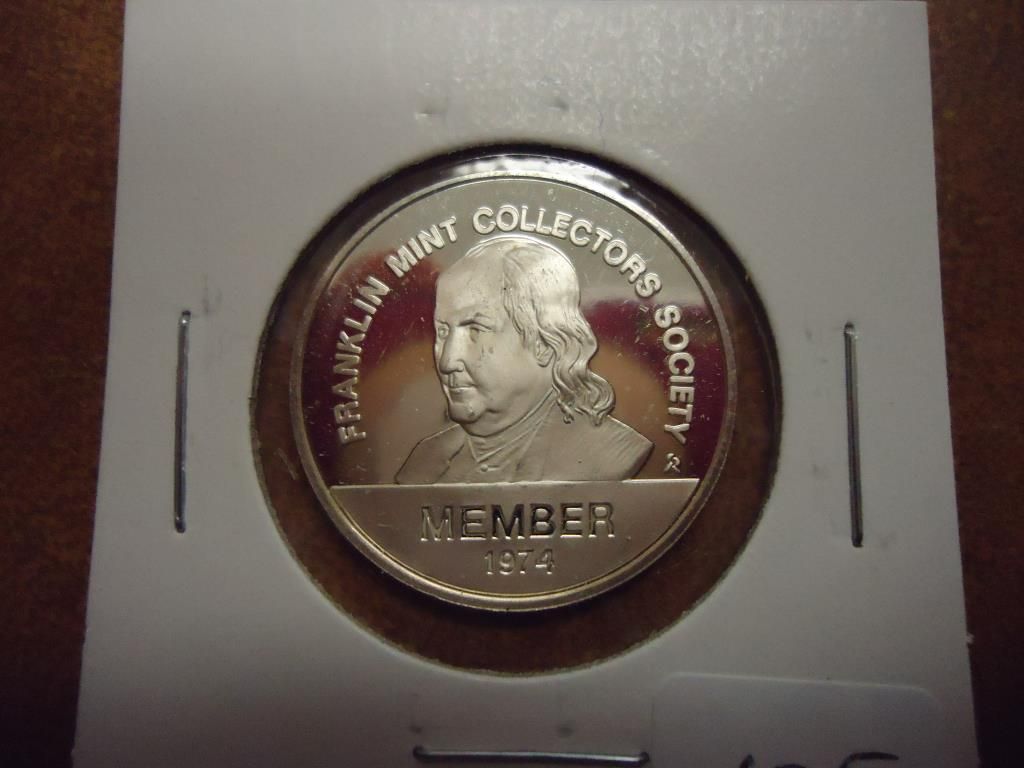 FRANKLIN MINT COLLECTORS SOCIETY
MEMBER
1974